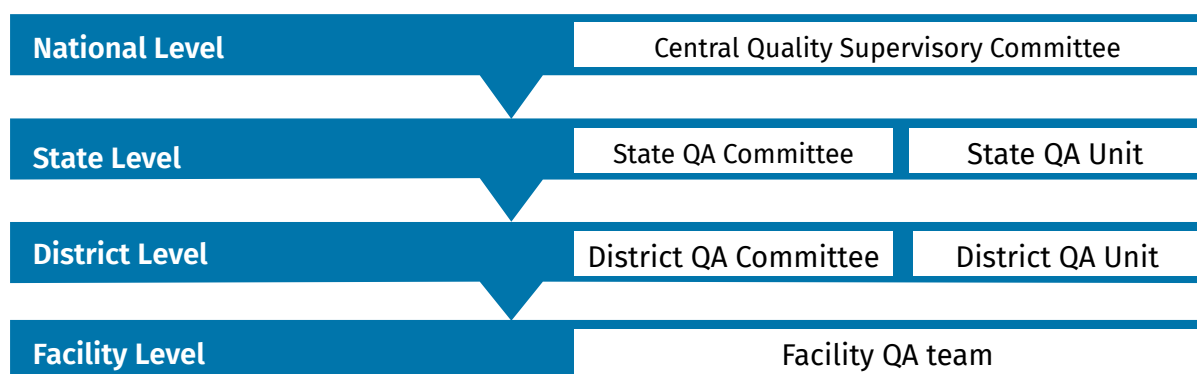 National Level Central Quality Supervisory Committee
State Level State QA Committee State QA Unit
District Level District QA Committee District QA Unit
Facility Level Facility QA team